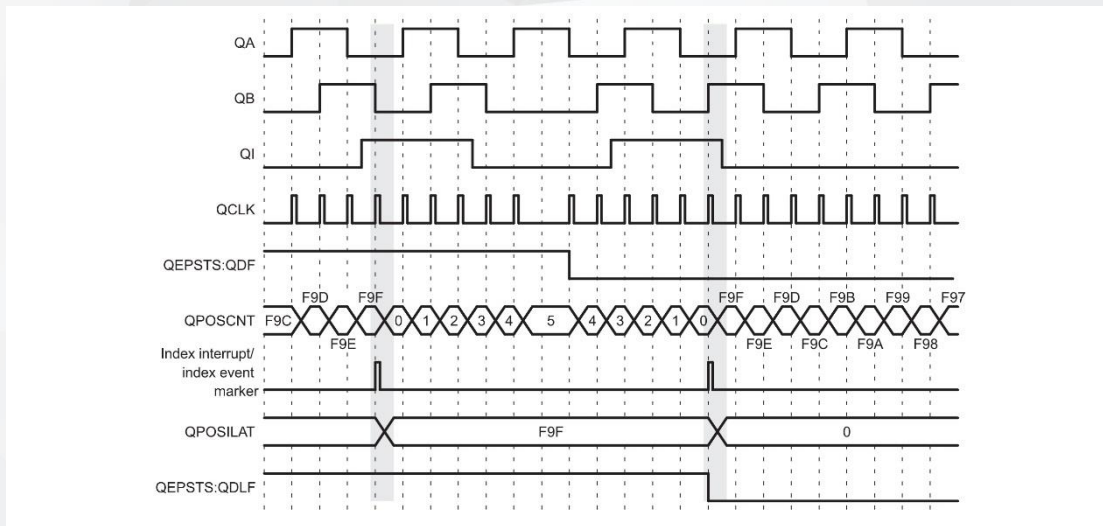 QA
QB
QI
QCLK
QEPSTS:QDF
F9D F9F F9F F9D F9B F99 F97
QPOSCNT F9C 0 1 2 3 4 5 4 3 2 1 0
F9E F9E F9C F9A F98
Index interrupt/
index event
marker
QPOSILAT F9F 0
QEPSTS:QDLF